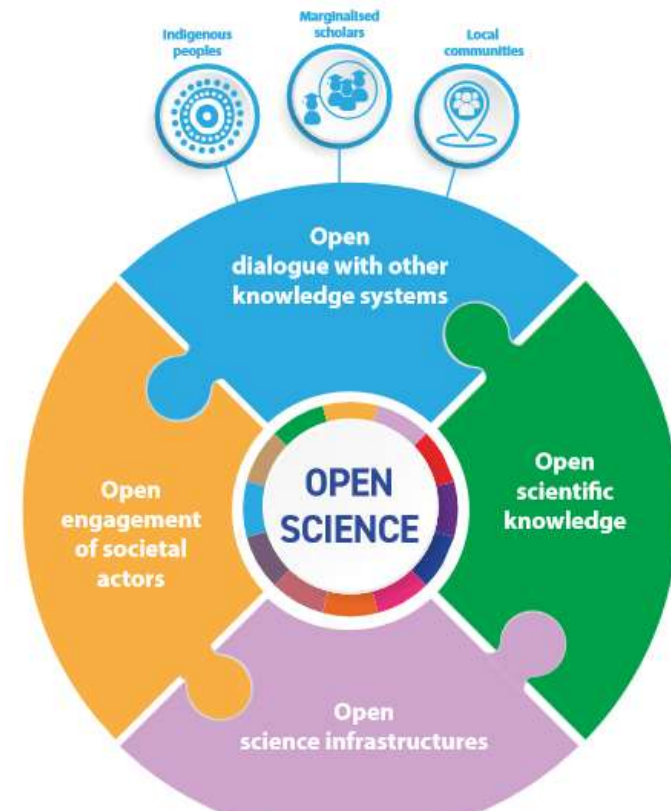 Indigenous
peoples
Marginalised
scholars
Local
communities
Open
dialogue with other
knowledge systems
Open
engagement
of societal
actors
OPEN
SCIENCE
Open
scientific
knowledge
Open
science infrastructures